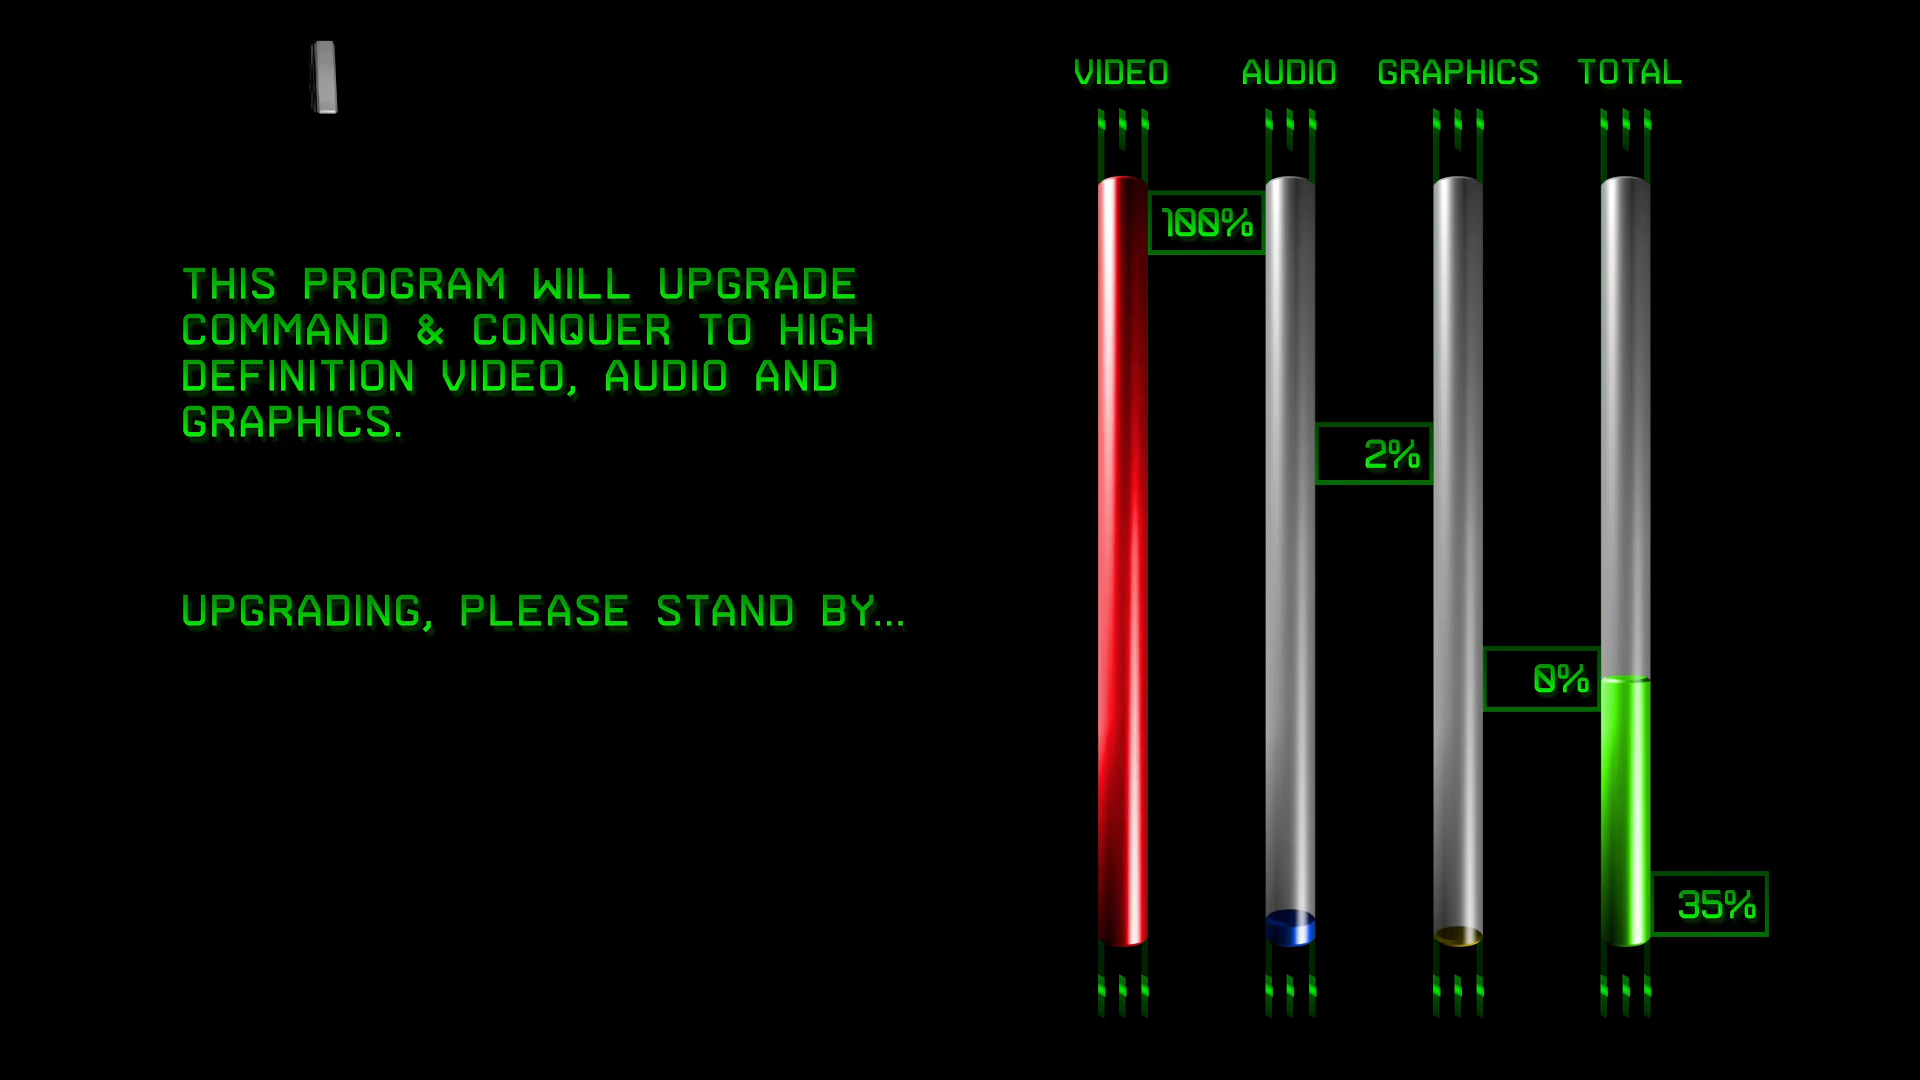 VIDEO AUDIO GRAPHICS TOTAL
100%
THIS PROGRAM WILL UPGRADE
COMMAND & CONQUER TO HIGH
DEFINITION VIDEO, AUDIO AND
GRAPHICS.
2%
UPGRADING, PLEASE STAND BY...
0%
35%